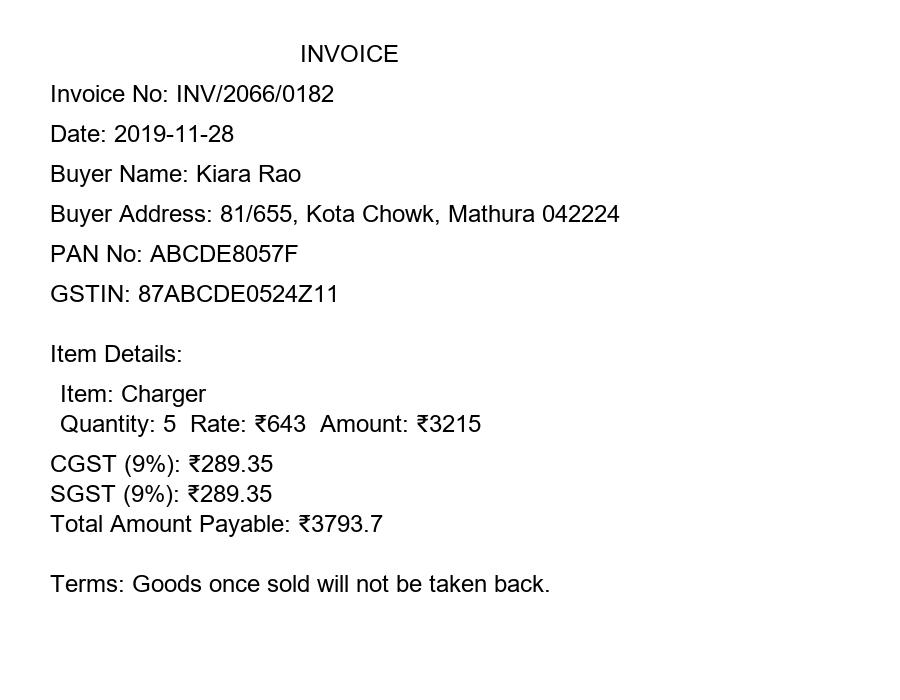 INVOICE
Invoice No: INV/2066/0182
Date: 2019-11-28
Buyer Name: Kiara Rao
Buyer Address: 81/655, Kota Chowk, Mathura 042224
PAN No: ABCDE8057F
GSTIN: 87ABCDE0524Z11
Item Details:
Item: Charger
Quantity: 5  Rate: ₹643  Amount: ₹3215
CGST (9%): ₹289.35
SGST (9%): ₹289.35
Total Amount Payable: ₹3793.7
Terms: Goods once sold will not be taken back.